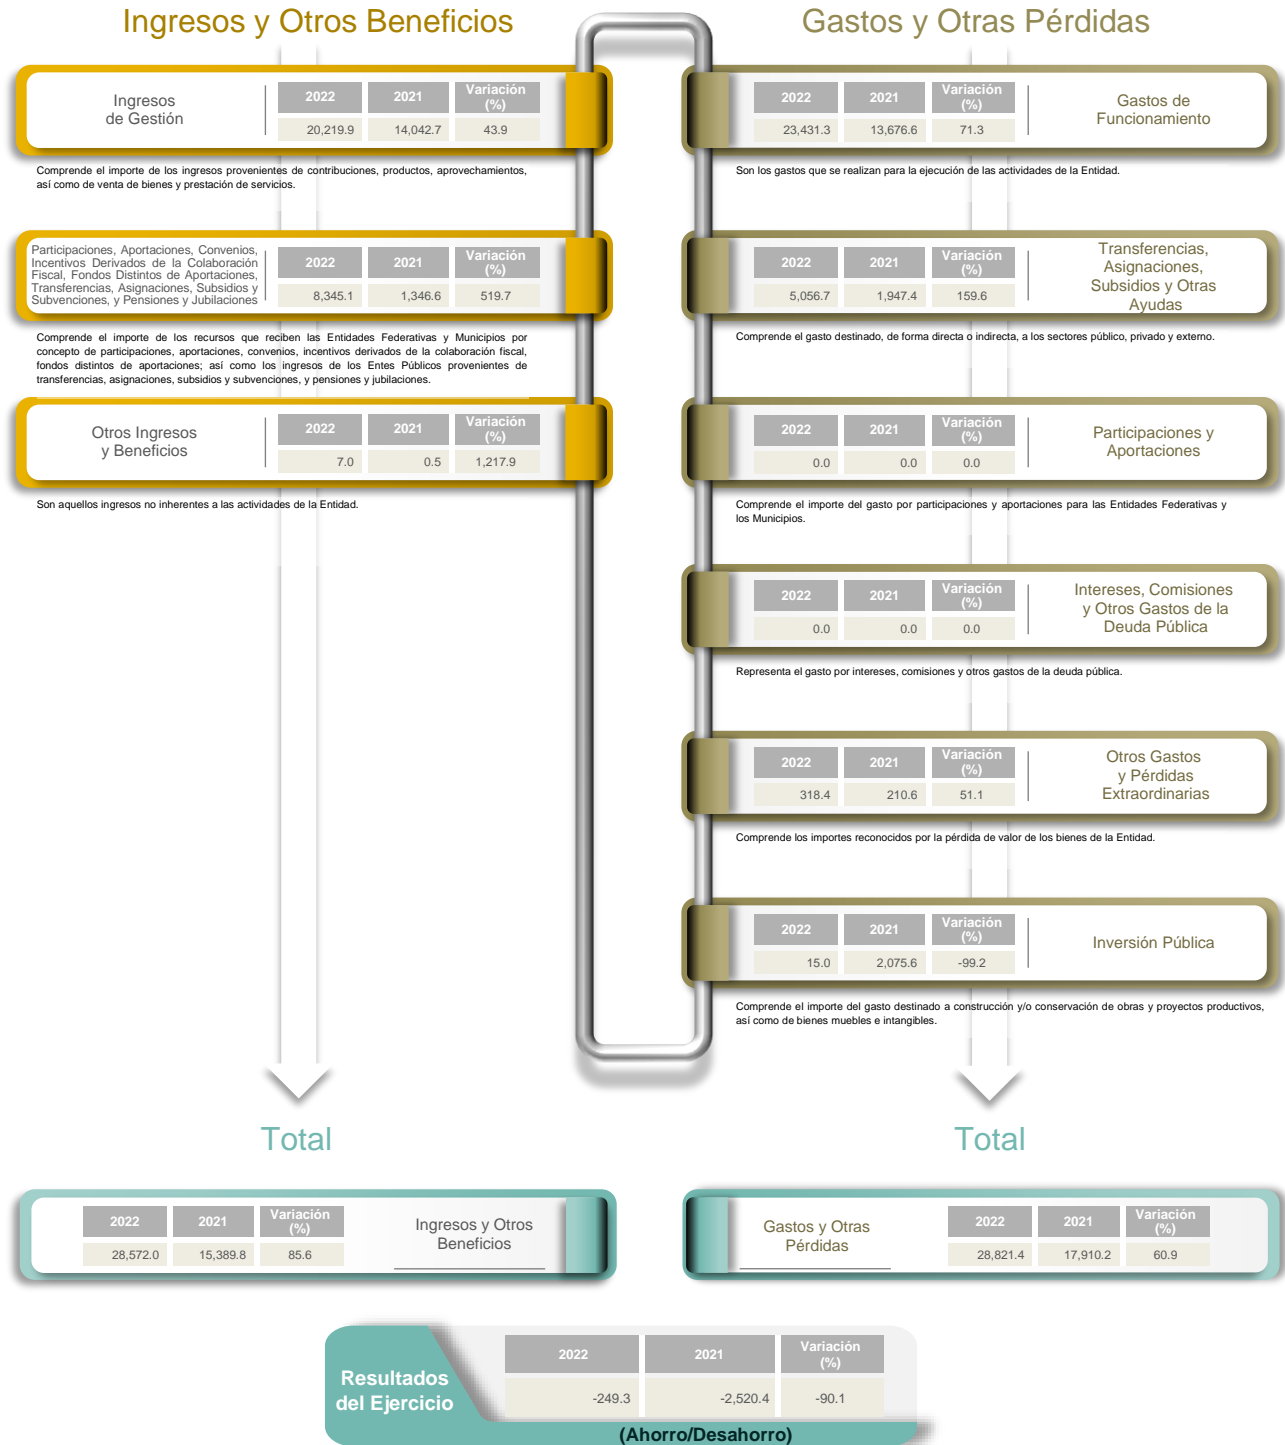 Ingresos y Otros Beneficios
Ingresos
de Gestión
2022 2021 Variación (%)
20,219.9 14,042.7 43.9
Comprende el importe de los ingresos provenientes de contribuciones, productos, aprovechamientos,
así como de venta de bienes y prestación de servicios.
Participaciones, Aportaciones, Convenios,
Incentivos Derivados de la Colaboración
Fiscal, Fondos Distintos de Aportaciones,
Transferencias, Asignaciones, Subsidios y
Subvenciones, y Pensiones y Jubilaciones
2022 2021 Variación (%)
8,345.1 1,346.6 519.7
Comprende el importe de los recursos que reciben las Entidades Federativas y Municipios por
concepto de participaciones, aportaciones, convenios, incentivos derivados de la colaboración fiscal,
fondos distintos de aportaciones; así como los ingresos de los Entes Públicos provenientes de
transferencias, asignaciones, subsidios y subvenciones, y pensiones y jubilaciones.
Otros Ingresos
y Beneficios
2022 2021 Variación (%)
7.0 0.5 1,217.9
Son aquellos ingresos no inherentes a las actividades de la Entidad.
Gastos y Otras Pérdidas
2022 2021 Variación (%)
23,431.3 13,676.6 71.3
Gastos de
Funcionamiento
Son los gastos que se realizan para la ejecución de las actividades de la Entidad.
2022 2021 Variación (%)
5,056.7 1,947.4 159.6
Transferencias,
Asignaciones,
Subsidios y Otras
Ayudas
Comprende el gasto destinado, de forma directa o indirecta, a los sectores público, privado y externo.
2022 2021 Variación (%)
0.0 0.0 0.0
Participaciones y
Aportaciones
Comprende el importe del gasto por participaciones y aportaciones para las Entidades Federativas y
los Municipios.
2022 2021 Variación (%)
0.0 0.0 0.0
Intereses, Comisiones
y Otros Gastos de la
Deuda Pública
Representa el gasto por intereses, comisiones y otros gastos de la deuda pública.
2022 2021 Variación (%)
318.4 210.6 51.1
Otros Gastos
y Pérdidas
Extraordinarias
Comprende los importes reconocidos por la pérdida de valor de los bienes de la Entidad.
2022 2021 Variación (%)
15.0 2,075.6 -99.2
Inversión Pública
Comprende el importe del gasto destinado a construcción y/o conservación de obras y proyectos productivos,
así como de bienes muebles e intangibles.
Total
2022 2021 Variación (%)
28,572.0 15,389.8 85.6
Ingresos y Otros
Beneficios
Total
Gastos y Otras
Pérdidas
2022 2021 Variación (%)
28,821.4 17,910.2 60.9
Resultados
del Ejercicio
2022 2021 Variación (%)
-249.3 -2,520.4 -90.1
(Ahorro/Desahorro)